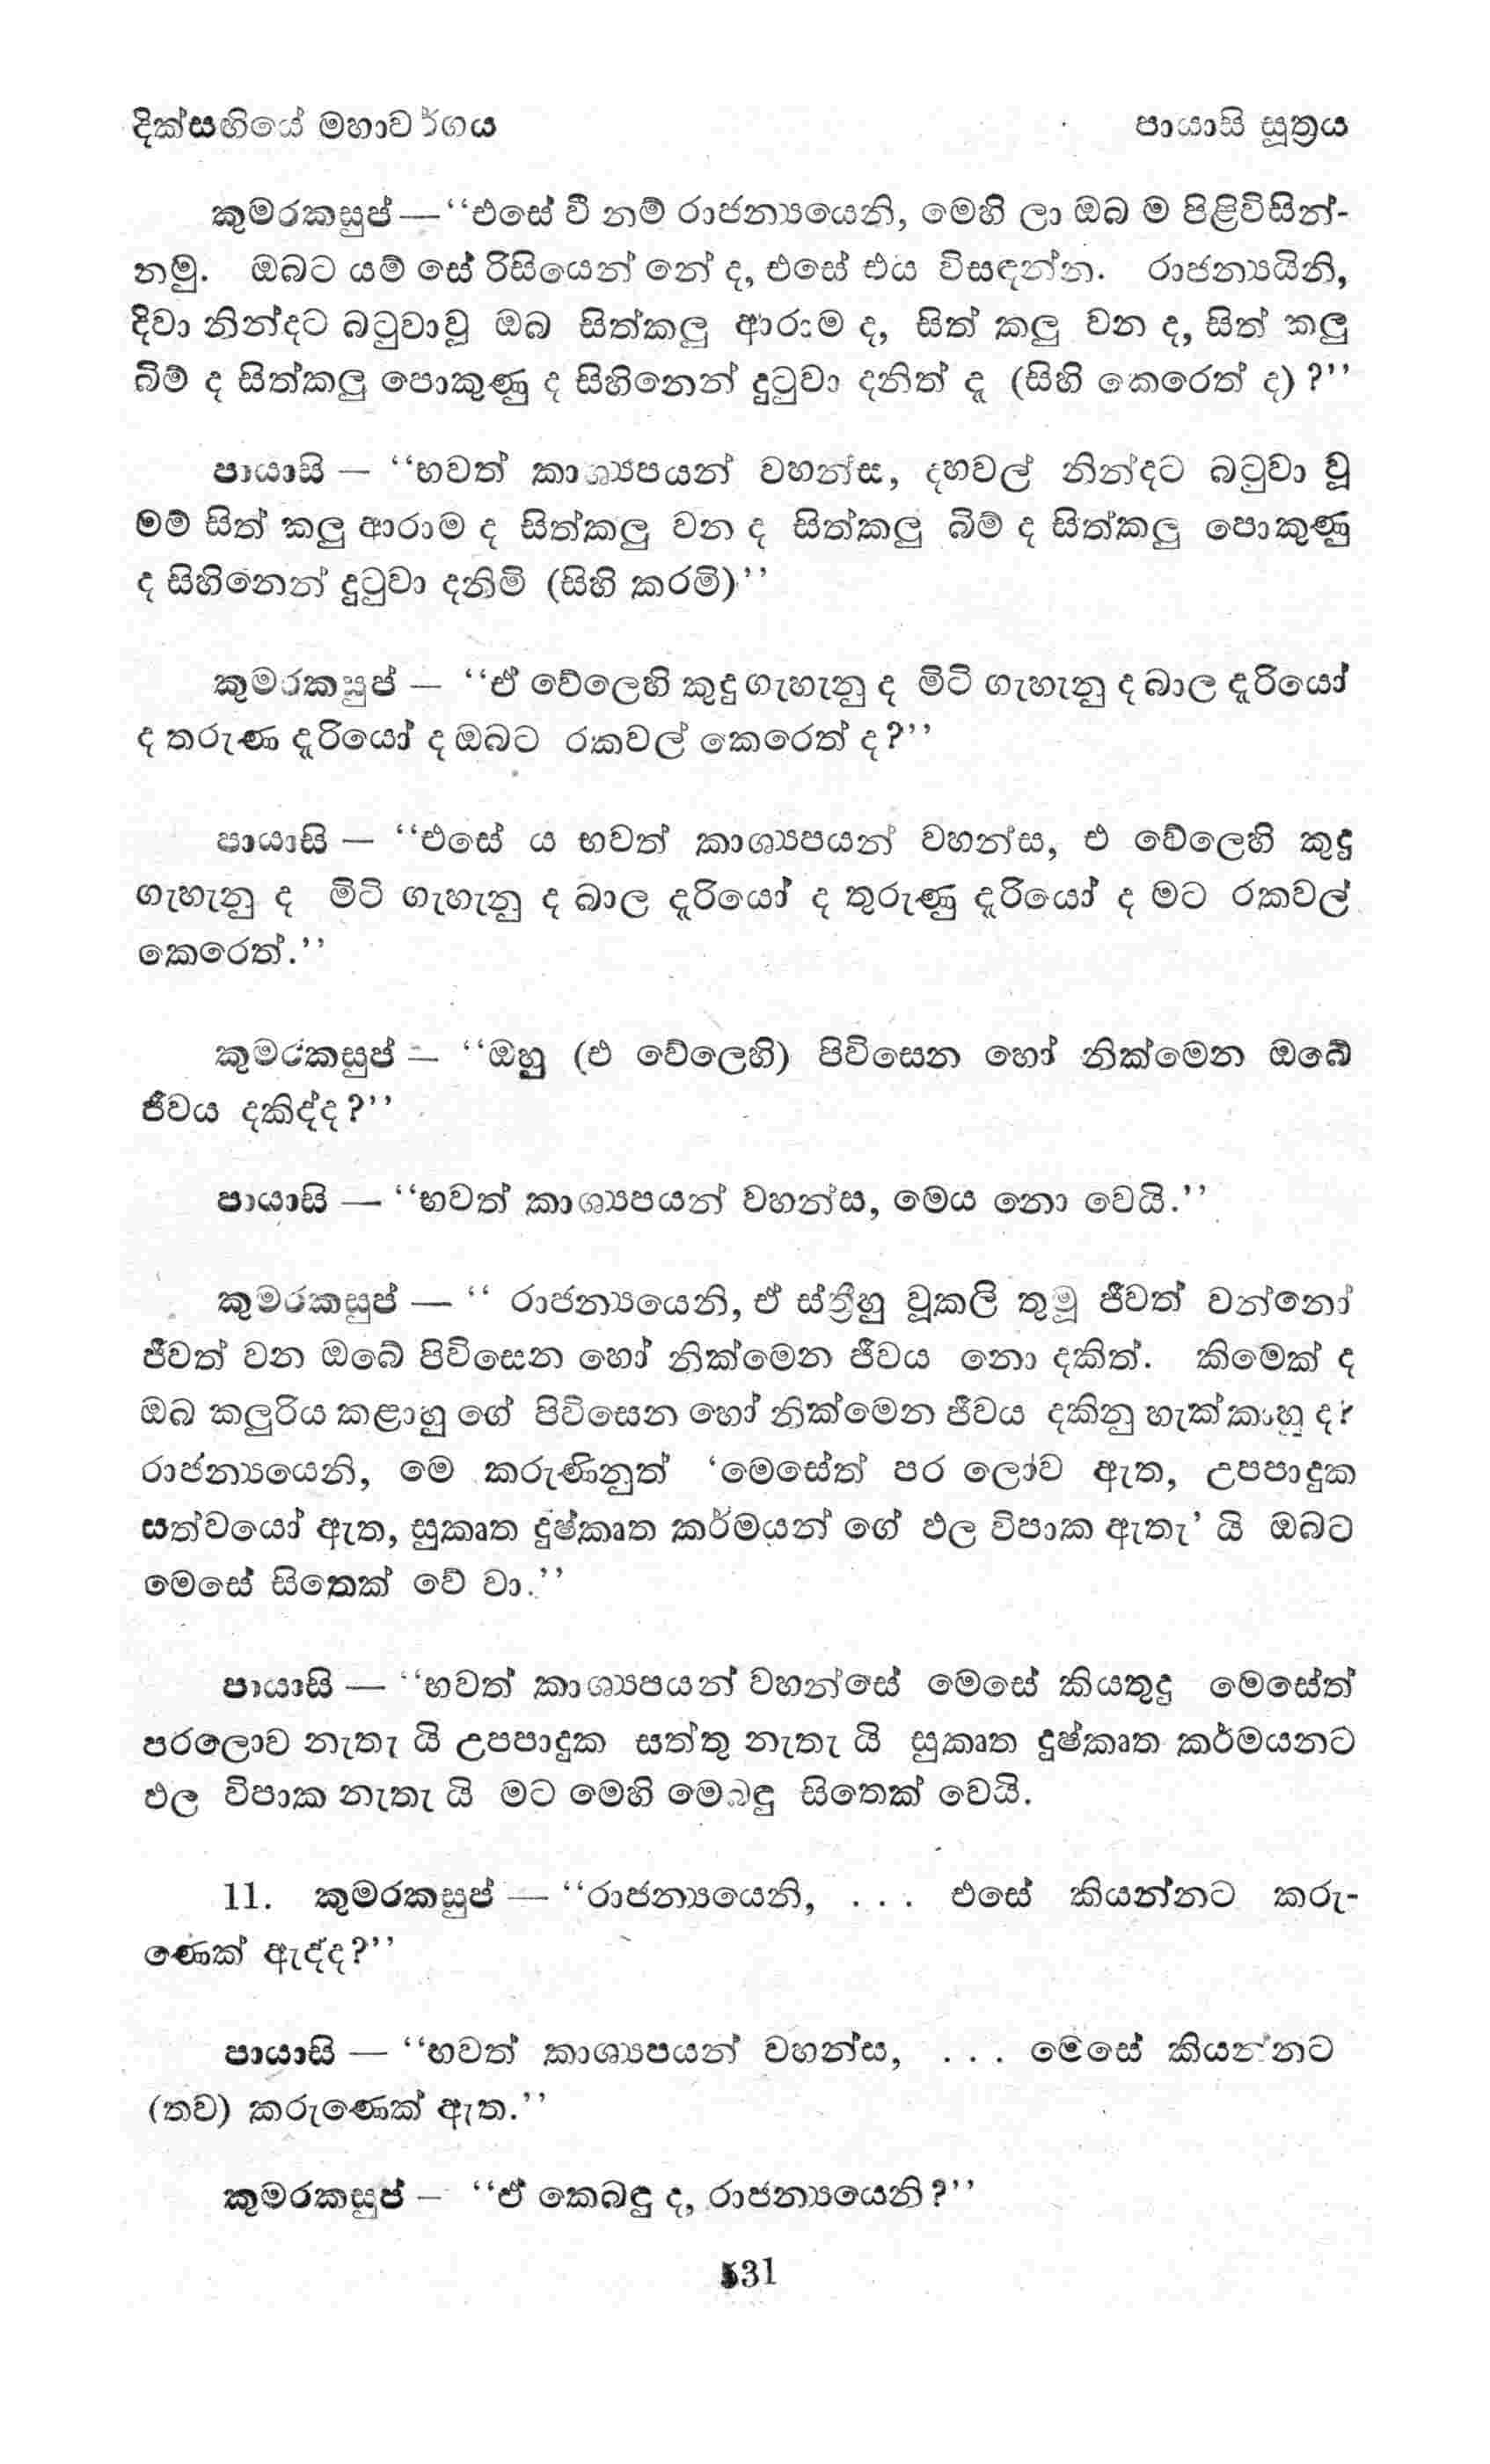 දික්සඟියේ මහාවර්ගය පායාසි සූත්‍රය
කුමරකසුප් — ‘‘එසේ වී නම් රාජන්‍යයෙනි, මෙහි ලා ඔබ ම පිළිවිසින්-
නමු. ඔබට යම් සේ රිසියෙන් නේ ද, එසේ එය විසඳන්න. රාජන්‍යයිනි,
දිවා නින්දට බටුවාවූ ඔබ සිත්කලු ආරාම ද, සිත් කලු වන ද, සිත් කලු
බිම් ද සිත්කලු පොකුණු ද සිහිනෙන් දුටුවා දනිත් ද (සිහි කෙරෙත් ද) ?’’
පායාසි — ‘‘භවත් කාශ්‍යපයන් වහන්ස, දහවල් නින්දට බටුවා වූ
මම් සිත් කලු ආරාම ද සිත්කලු වන ද සිත්කලු බිම් ද සිත්කලු පොකුණු
ද සිහිනෙන් දුටුවා දනිමි (සිහි කරමි)’’
කුමරකසුප් — ‘‘ඒ වේලෙහි කුදු ගැහැනු ද මිටි ගැහැනු ද බාල දැරියෝ
ද තරුණ දැරියෝ ද ඔබට රකවල් කෙරෙත් ද?’’
පායාසි — ‘‘එසේ ය භවත් කාශ්‍යපයන් වහන්ස, එ වේලෙහි කුදු
ගැහැනු ද මිටි ගැහැනු ද බාල දැරියෝ ද තුරුණු දැරියෝ ද මට රකවල්
කෙරෙත්.’’
කුමරකසුප් — ‘‘ඔහු (එ වේලෙහි) පිවිසෙන හෝ නික්මෙන ඔබේ
ජීවය දකිද්ද?’’
පායාසි — ‘‘භවත් කාශ්‍යපයන් වහන්ස, මෙය නො වෙයි.’’
කුමරකසුප් — ‘‘ රාජන්‍යයෙනි, ඒ ස්ත්‍රීහු වූකලි තුමූ ජීවත් වන්නෝ
ජීවත් වන ඔබේ පිවිසෙන හෝ නික්මෙන ජීවය නො දකිත්. කිමෙක් ද
ඔබ කලුරිය කළාහු ගේ පිවිසෙන හෝ නික්මෙන ජීවය දකිනු හැක්කාහු ද?
රාජන්‍යයෙනි, මෙ කරුණිනුත් ‘මෙසේත් පර ලෝව ඇත, උපපාදුක
සත්වයෝ ඇත, සුකෘත දුෂ්කෘත කර්මයන් ගේ ඵල විපාක ඇතැ’ යි ඔබට
මෙසේ සිතෙක් වේ වා.’’
පායාසි — ‘‘භවත් කාශ්‍යපයන් වහන්සේ මෙසේ කියතුදු මෙසේත්
පරලොව නැතැ යි උපපාදුක සත්තු නැතැ යි සුකෘත දුෂ්කෘත කර්මයනට
ඵල විපාක නැතැ යි මට මෙහි මෙබඳු සිතෙක් වෙයි.
11. කුමරකසුප් — ‘‘රාජන්‍යයෙනි, . . . එසේ කියන්නට කරු-
ණෙක් ඇද්ද?’’
පායාසි — ‘‘භවත් කාශ්‍යපයන් වහන්ස, . . . මෙසේ කියන්නට
(තව) කරුණෙක් ඇත.’’
කුමරකසුප් — ‘‘ඒ කෙබඳු ද, රාජන්‍යයෙනි?’’
531